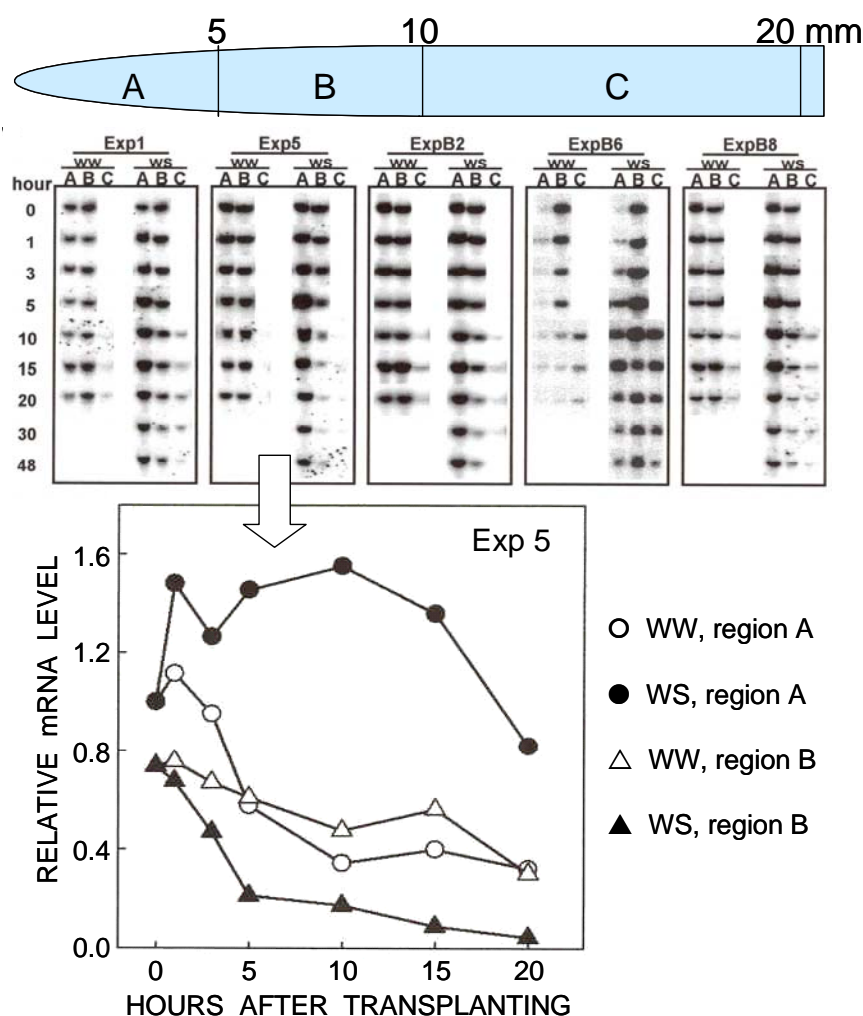 5 10 20 mm
A B C
Exp1 Exp5 ExpB2 ExpB6 ExpB8
ww ws ww ws ww ws ww ws ww ws
hour A B C A B C A B C A B C A B C A B C A B C A B C A B C A B C
0
1
3
5
10
15
20
30
48
Exp 5
1.6
1.2
0.8
0.4
0.0
RELATIVE mRNA LEVEL
0 5 10 15 20
HOURS AFTER TRANSPLANTING
WW, region A
WS, region A
WW, region B
WS, region B